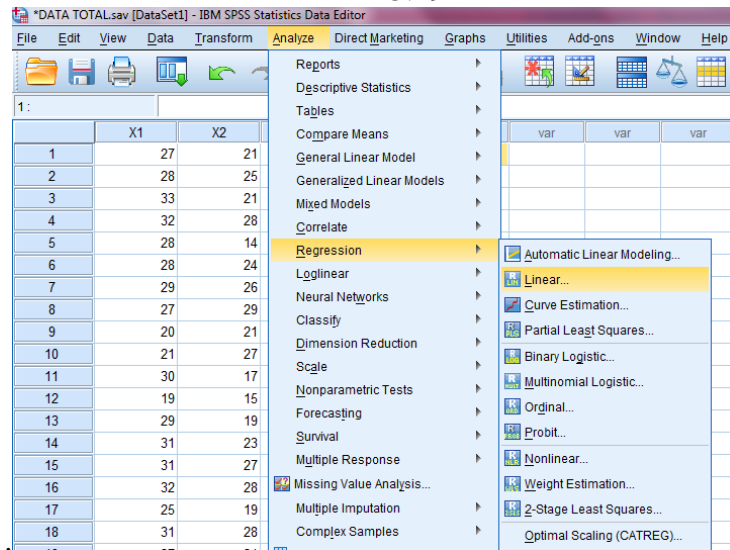 *DATA TOTAL.sav [DataSet1] - IBM SPSS Statistics Data Editor
File Edit View Data Transform Analyze Direct Marketing Graphs Utilities Add-ons Window Help
1 :
X1 X2 var var var
1 27 21
2 28 25
3 33 21
4 32 28
5 28 14
6 28 24
7 29 26
8 27 29
9 20 21
10 21 27
11 30 17
12 19 15
13 29 19
14 31 23
15 31 27
16 32 28
17 25 19
18 31 28
Reports
Descriptive Statistics
Tables
Compare Means
General Linear Model
Generalized Linear Models
Mixed Models
Correlate
Regression
Loglinear
Neural Networks
Classify
Dimension Reduction
Scale
Nonparametric Tests
Forecasting
Survival
Multiple Response
Missing Value Analysis...
Multiple Imputation
Complex Samples
Automatic Linear Modeling...
Linear...
Curve Estimation...
Partial Least Squares...
Binary Logistic...
Multinomial Logistic...
Ordinal...
Probit...
Nonlinear...
Weight Estimation...
2-Stage Least Squares...
Optimal Scaling (CATREG)...